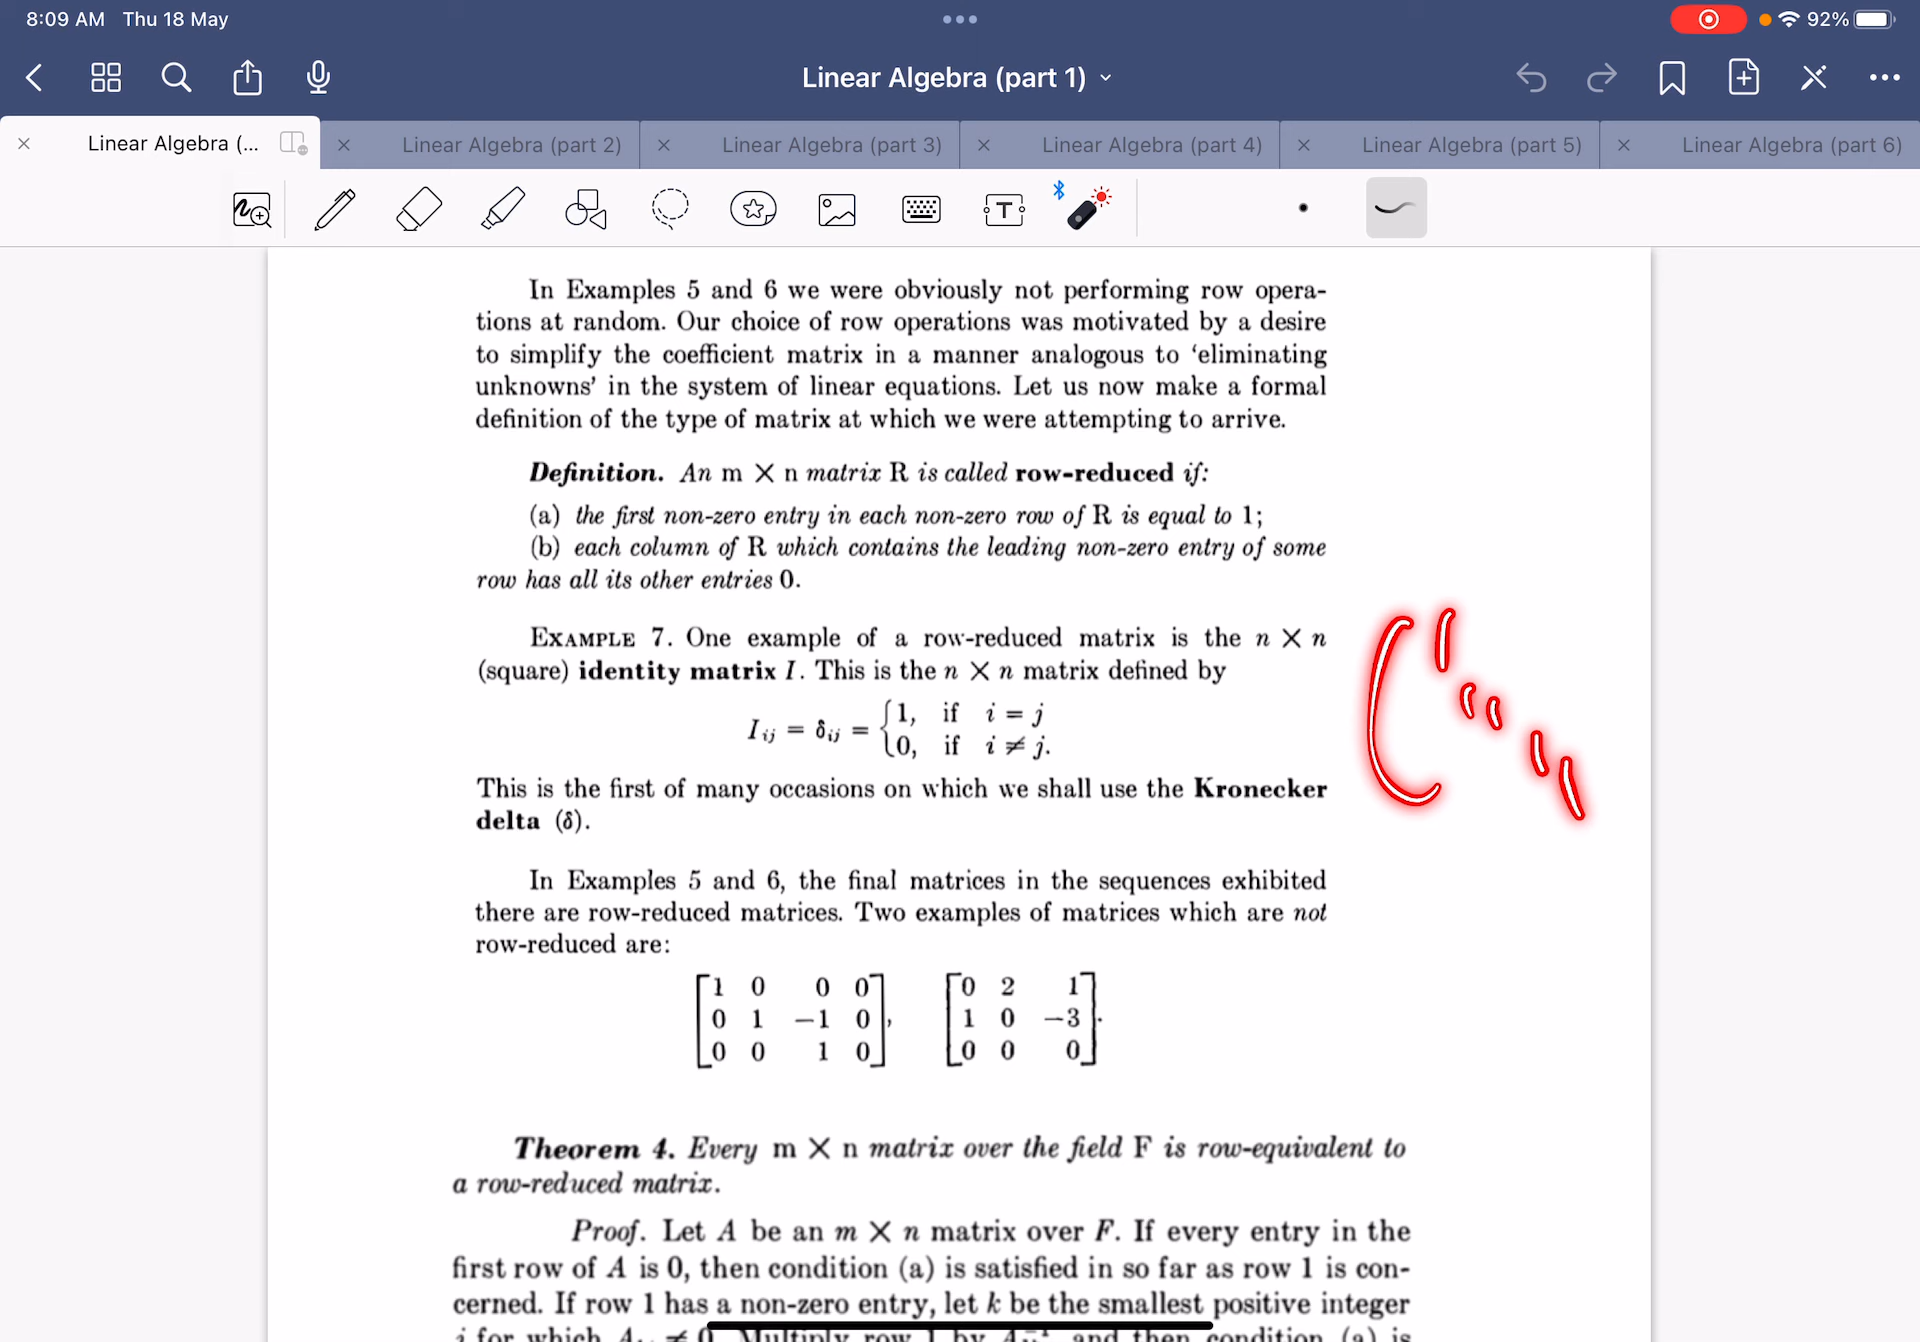 8:09 AM Thu 18 May
92%
Linear Algebra (part 1)
Linear Algebra (...
Linear Algebra (part 2)
Linear Algebra (part 3)
Linear Algebra (part 4)
Linear Algebra (part 5)
Linear Algebra (part 6)
In Examples 5 and 6 we were obviously not performing row opera-
tions at random. Our choice of row operations was motivated by a desire
to simplify the coefficient matrix in a manner analogous to ‘eliminating
unknowns’ in the system of linear equations. Let us now make a formal
definition of the type of matrix at which we were attempting to arrive.
Definition. An m × n matrix R is called row-reduced if:
(a) the first non-zero entry in each non-zero row of R is equal to 1;
(b) each column of R which contains the leading non-zero entry of some
row has all its other entries 0.
EXAMPLE 7. One example of a row-reduced matrix is the n × n
(square) identity matrix I. This is the n × n matrix defined by
I_{ij} = δ_{ij} = {1, if i = j
0, if i ≠ j.
This is the first of many occasions on which we shall use the Kronecker
delta (δ).
In Examples 5 and 6, the final matrices in the sequences exhibited
there are row-reduced matrices. Two examples of matrices which are not
row-reduced are:
[1 0 0 0 [0 2 1]
0 1 -1 0 , 1 0 -3 .
0 0 1 0] [0 0 0]
Theorem 4. Every m × n matrix over the field F is row-equivalent to
a row-reduced matrix.
Proof. Let A be an m × n matrix over F. If every entry in the
first row of A is 0, then condition (a) is satisfied in so far as row 1 is con-
cerned. If row 1 has a non-zero entry, let k be the smallest positive integer
j for which
and then condition (a) is